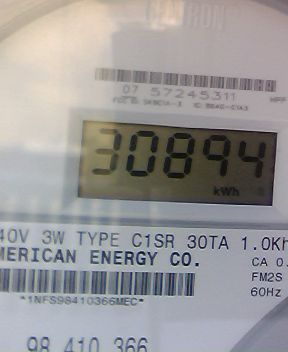 CENTRON
07 57245311
30894
kWh
40V 3W TYPE C1SR 30TA 1.0Kh
MERICAN ENERGY CO.
CA 0.
FM2S
60Hz
*1NFS98410366MEC*
98 410 366